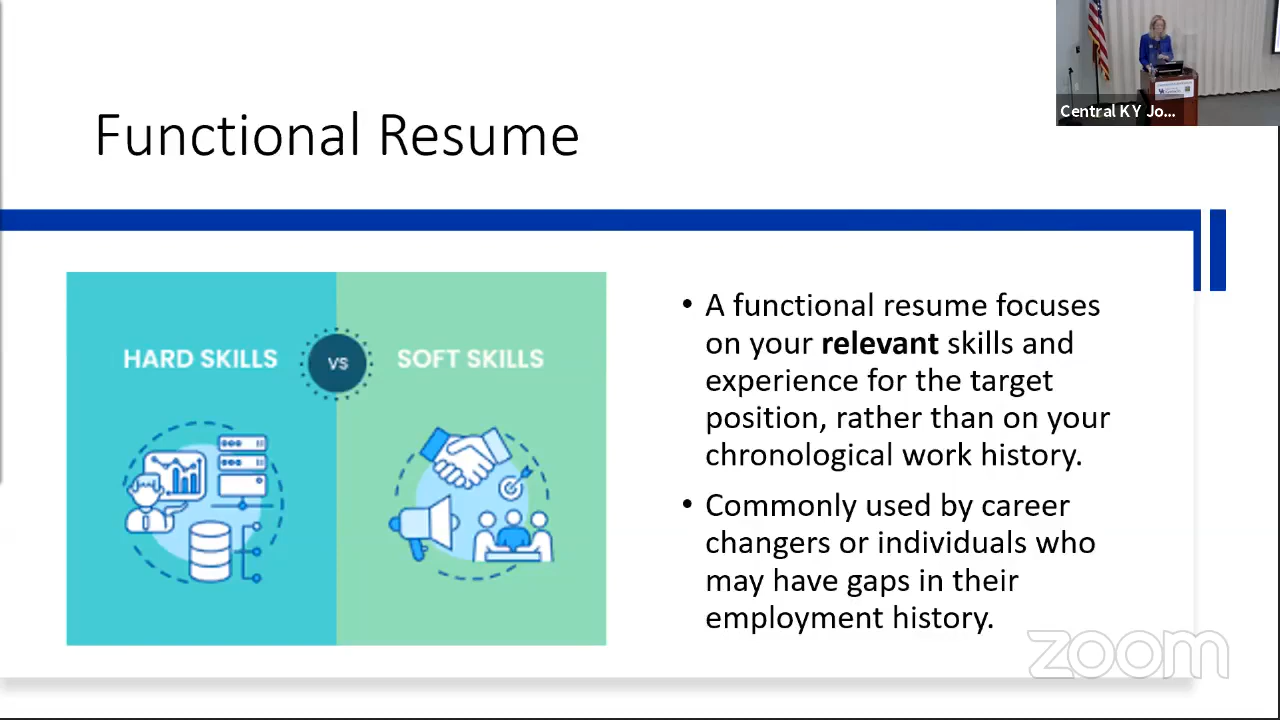 Central KY Jo...
Functional Resume
HARD SKILLS
VS
SOFT SKILLS
• A functional resume focuses
on your relevant skills and
experience for the target
position, rather than on your
chronological work history.
• Commonly used by career
changers or individuals who
may have gaps in their
employment history.
zoom